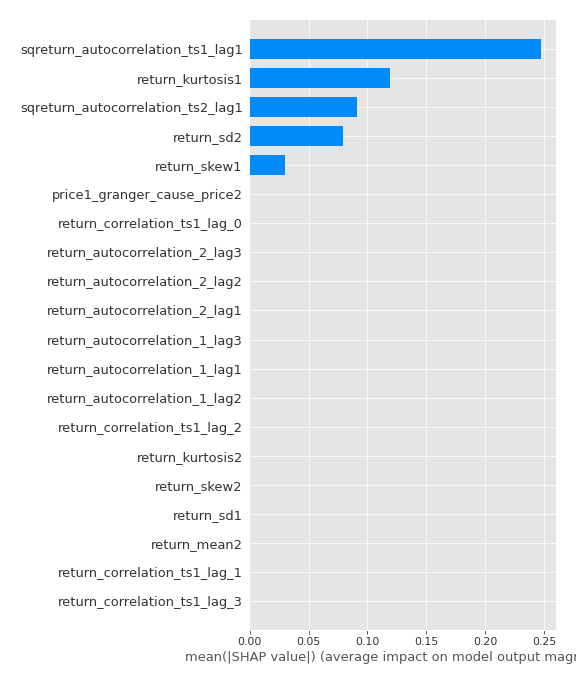 sqreturn_autocorrelation_ts1_lag1
return_kurtosis1
sqreturn_autocorrelation_ts2_lag1
return_sd2
return_skew1
price1_granger_cause_price2
return_correlation_ts1_lag_0
return_autocorrelation_2_lag3
return_autocorrelation_2_lag2
return_autocorrelation_2_lag1
return_autocorrelation_1_lag3
return_autocorrelation_1_lag1
return_autocorrelation_1_lag2
return_correlation_ts1_lag_2
return_kurtosis2
return_skew2
return_sd1
return_mean2
return_correlation_ts1_lag_1
return_correlation_ts1_lag_3
0.00 0.05 0.10 0.15 0.20 0.25
mean(|SHAP value|) (average impact on model output magn